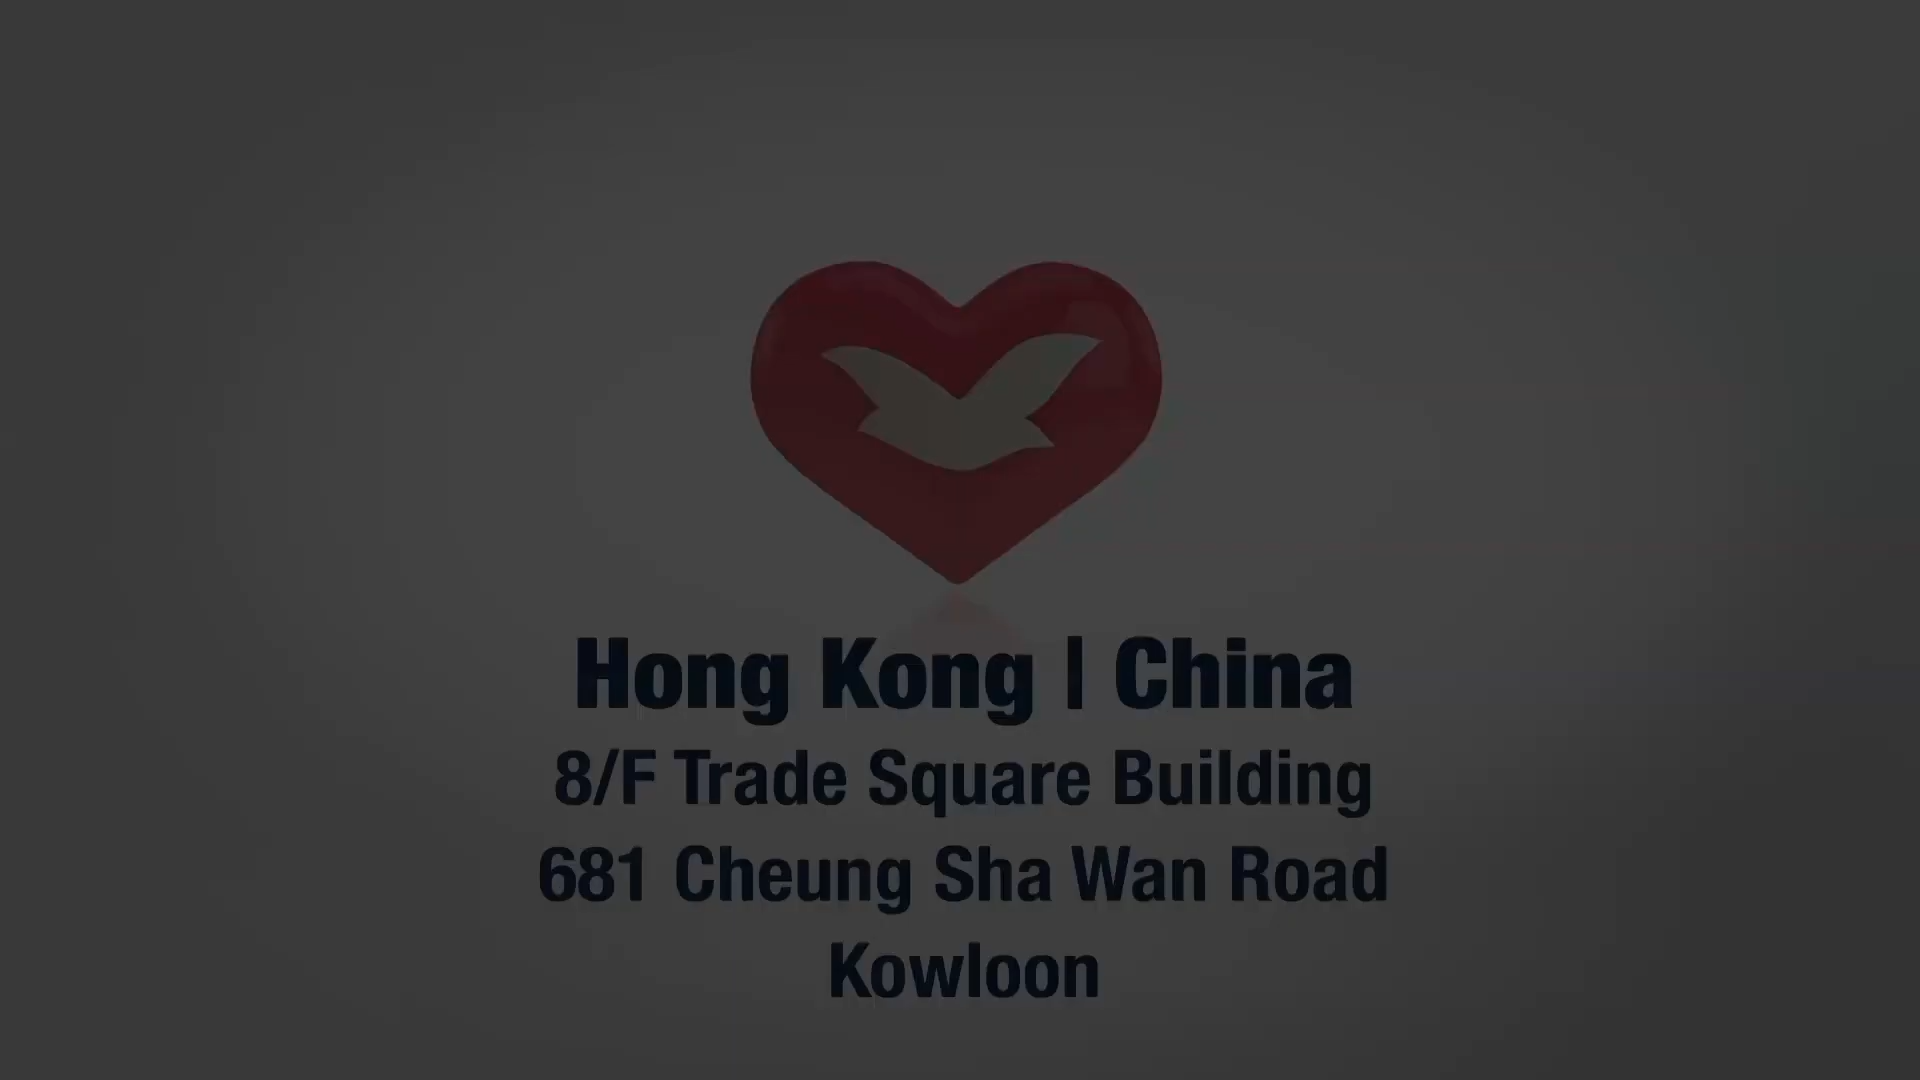 Hong Kong | China
8/F Trade Square Building
681 Cheung Sha Wan Road
Kowloon